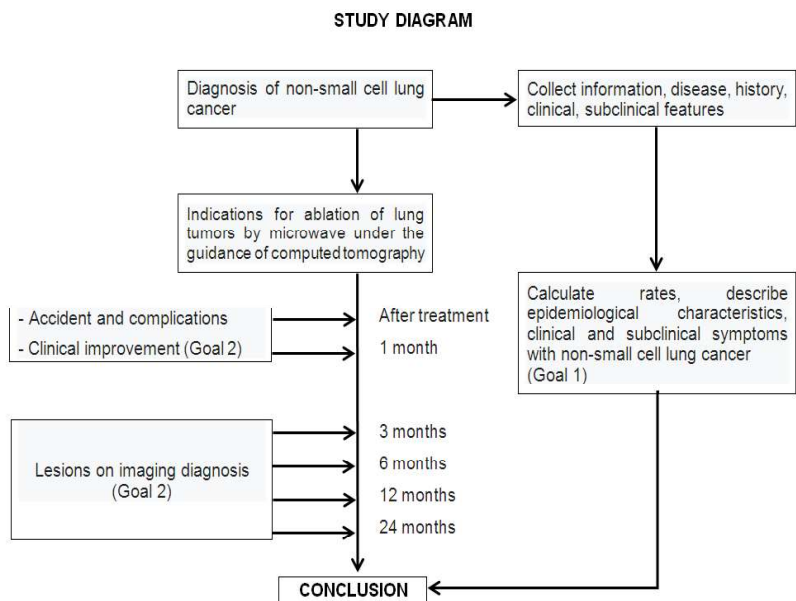 STUDY DIAGRAM
Diagnosis of non-small cell lung
cancer
Collect information, disease, history,
clinical, subclinical features
Indications for ablation of lung
tumors by microwave under the
guidance of computed tomography
Calculate rates, describe
epidemiological characteristics,
clinical and subclinical symptoms
with non-small cell lung cancer
(Goal 1)
- Accident and complications
- Clinical improvement (Goal 2)
After treatment
1 month
Lesions on imaging diagnosis
(Goal 2)
3 months
6 months
12 months
24 months
CONCLUSION